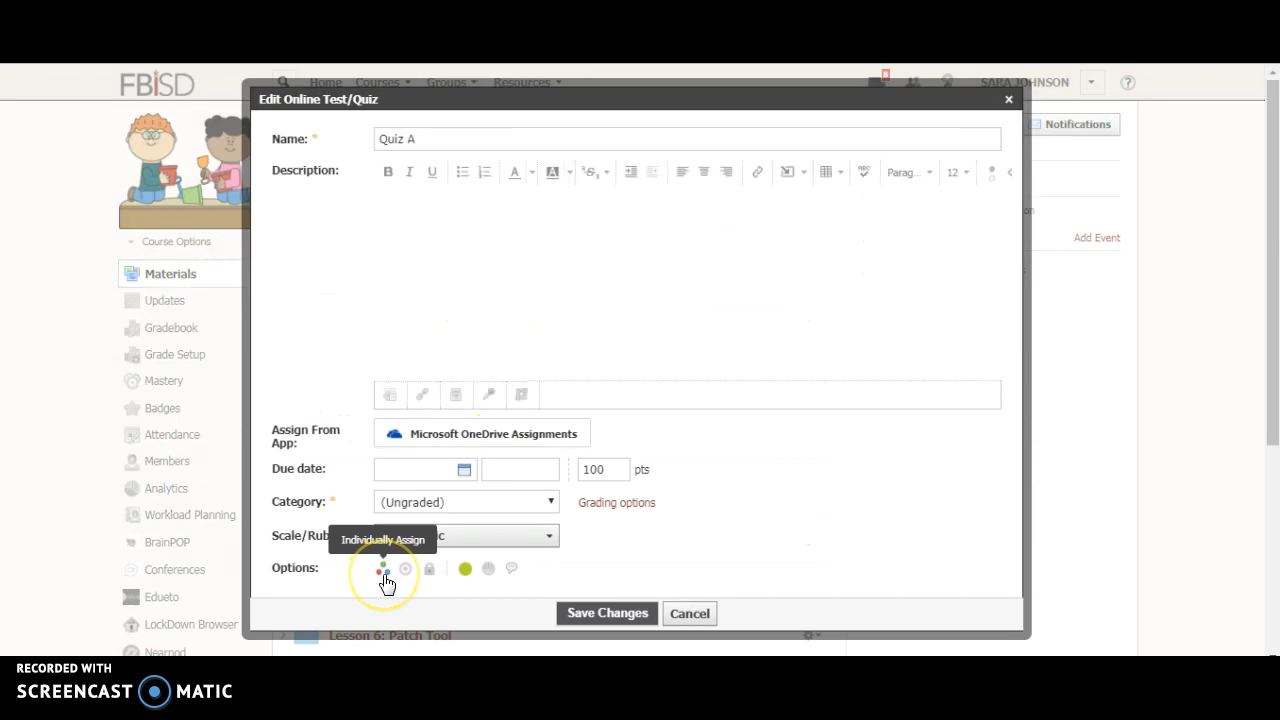 FBISD
Home Courses Groups Resources
SARA JOHNSON
Edit Online Test/Quiz
Notifications
Name: * Quiz A
Description:
B I U A A Parag... 12
Course Options
Add Event
Materials
Updates
Gradebook
Grade Setup
Mastery
Badges
Attendance
Members
Analytics
Workload Planning
BrainPOP
Conferences
Edueto
LockDown Browser
Nearpod
Assign From App: Microsoft OneDrive Assignments
Due date: 100 pts
Category: * (Ungraded) Grading options
Scale/Rub
Individually Assign
Options:
Save Changes Cancel
Lesson 6: Patch Tool
RECORDED WITH
SCREENCAST MATIC